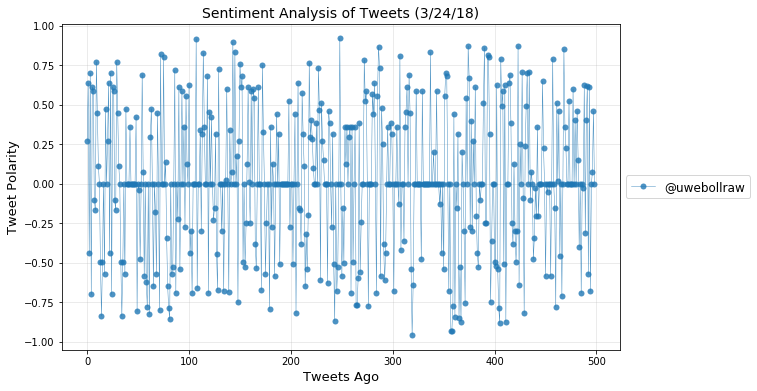 Sentiment Analysis of Tweets (3/24/18)
1.00
0.75
0.50
0.25
0.00
−0.25
−0.50
−0.75
−1.00
Tweet Polarity
@uwebollraw
0 100 200 300 400 500
Tweets Ago